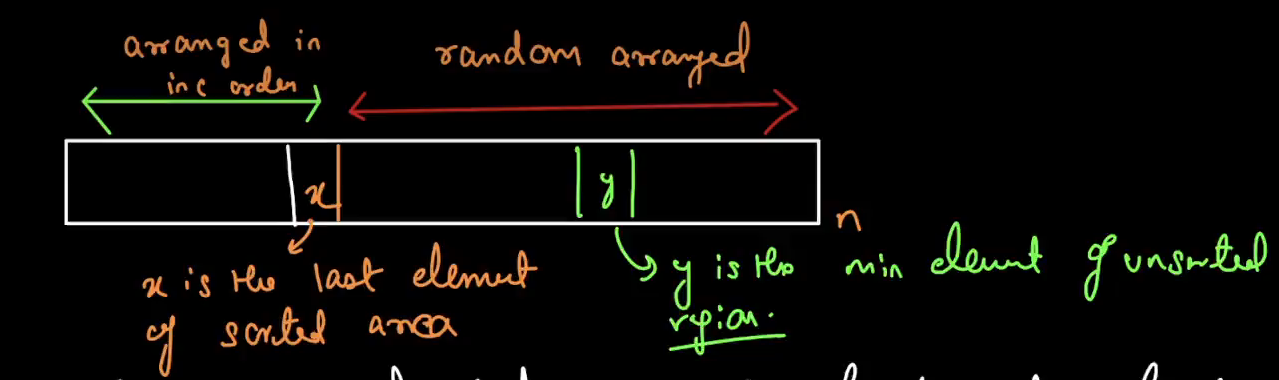 arranged in
inc order
random arranged
x
y
n
x is the last element
of sorted area
y is the min element of unsorted
region.